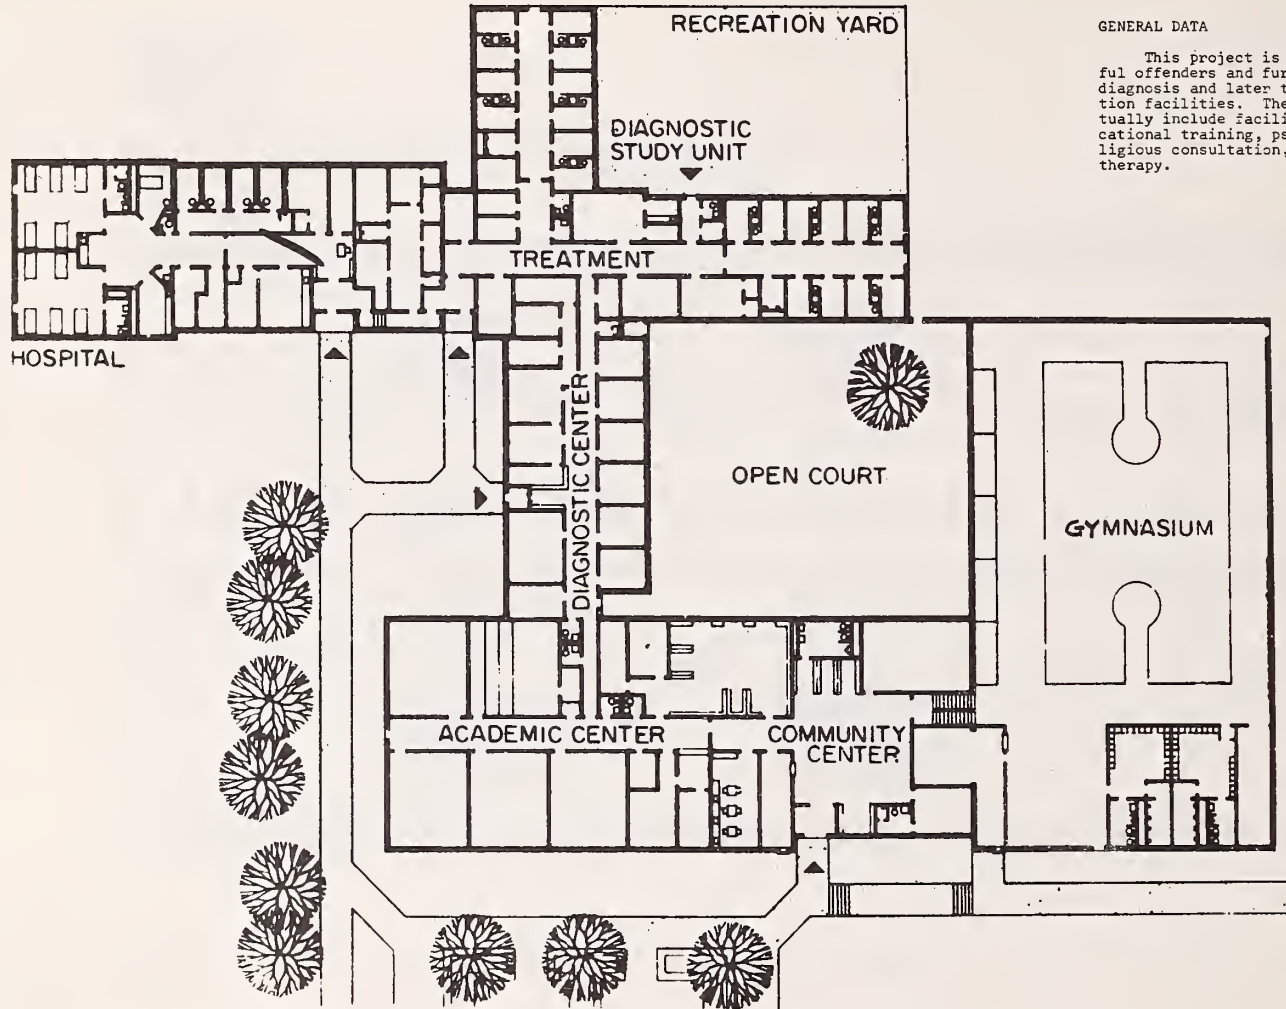 RECREATION YARD
DIAGNOSTIC
STUDY UNIT
TREATMENT
HOSPITAL
DIAGNOSTIC CENTER
OPEN COURT
GYMNASIUM
ACADEMIC CENTER
COMMUNITY
CENTER
GENERAL DATA
This project is
ful offenders and fur
diagnosis and later t
tion facilities. The
tually include facili
cational training, ps
ligious consultation,
therapy.